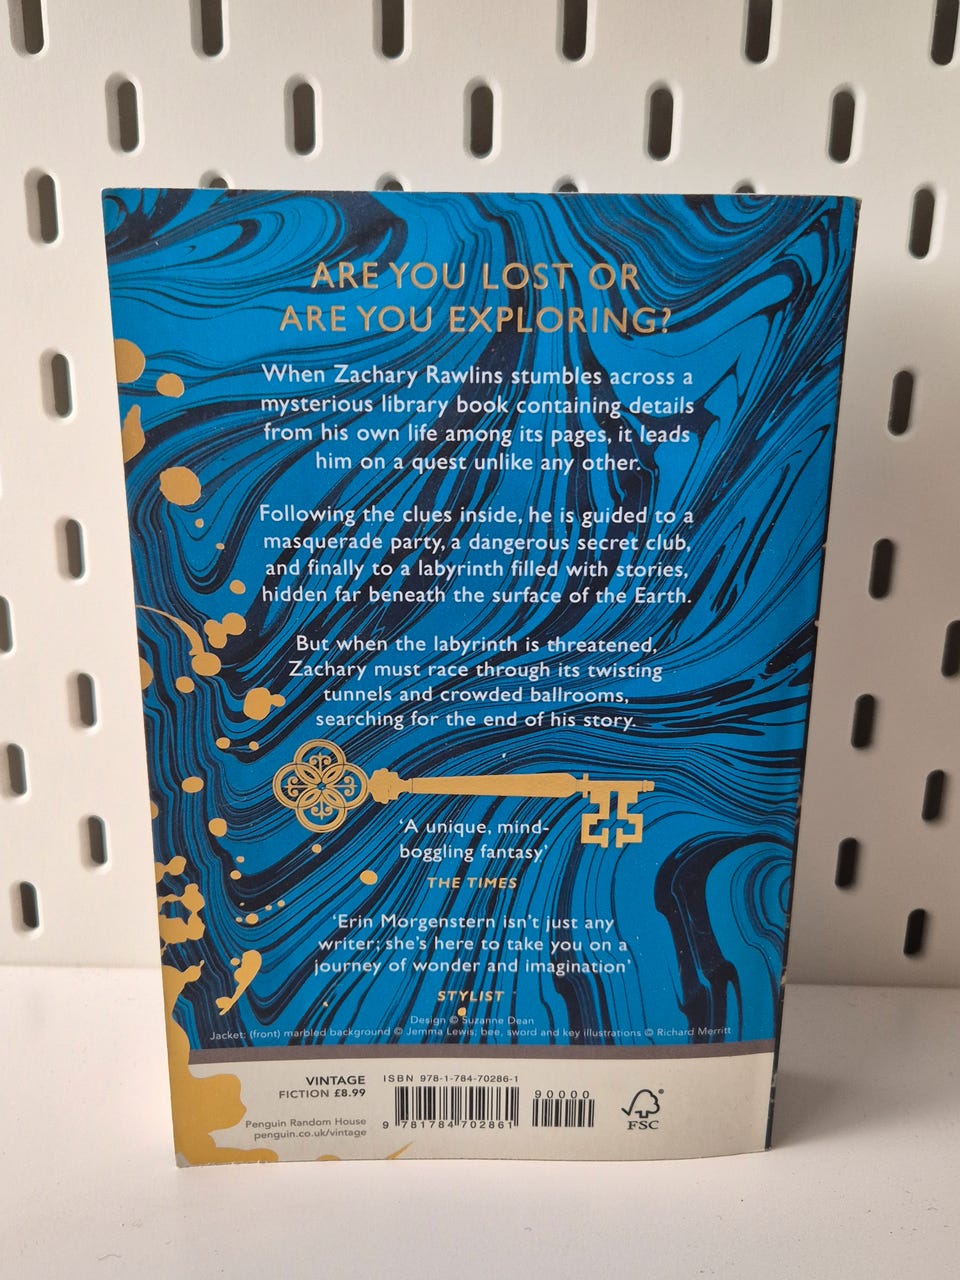 ARE YOU LOST OR
ARE YOU EXPLORING?
When Zachary Rawlins stumbles across a
mysterious library book containing details
from his own life among its pages, it leads
him on a quest unlike any other.
Following the clues inside, he is guided to a
masquerade party, a dangerous secret club,
and finally to a labyrinth filled with stories,
hidden far beneath the surface of the Earth.
But when the labyrinth is threatened,
Zachary must race through its twisting
tunnels and crowded ballrooms,
searching for the end of his story.
‘A unique, mind-
boggling fantasy’
THE TIMES
‘Erin Morgenstern isn’t just any
writer; she’s here to take you on a
journey of wonder and imagination’
STYLIST
Design © Suzanne Dean
Jacket: (front) marbled background © Jemma Lewis, bee, sword and key illustrations © Richard Merritt
VINTAGE
FICTION £8.99
Penguin Random House
penguin.co.uk/vintage
ISBN 978-1-784-70286-1
90000
9 781784 702861
FSC